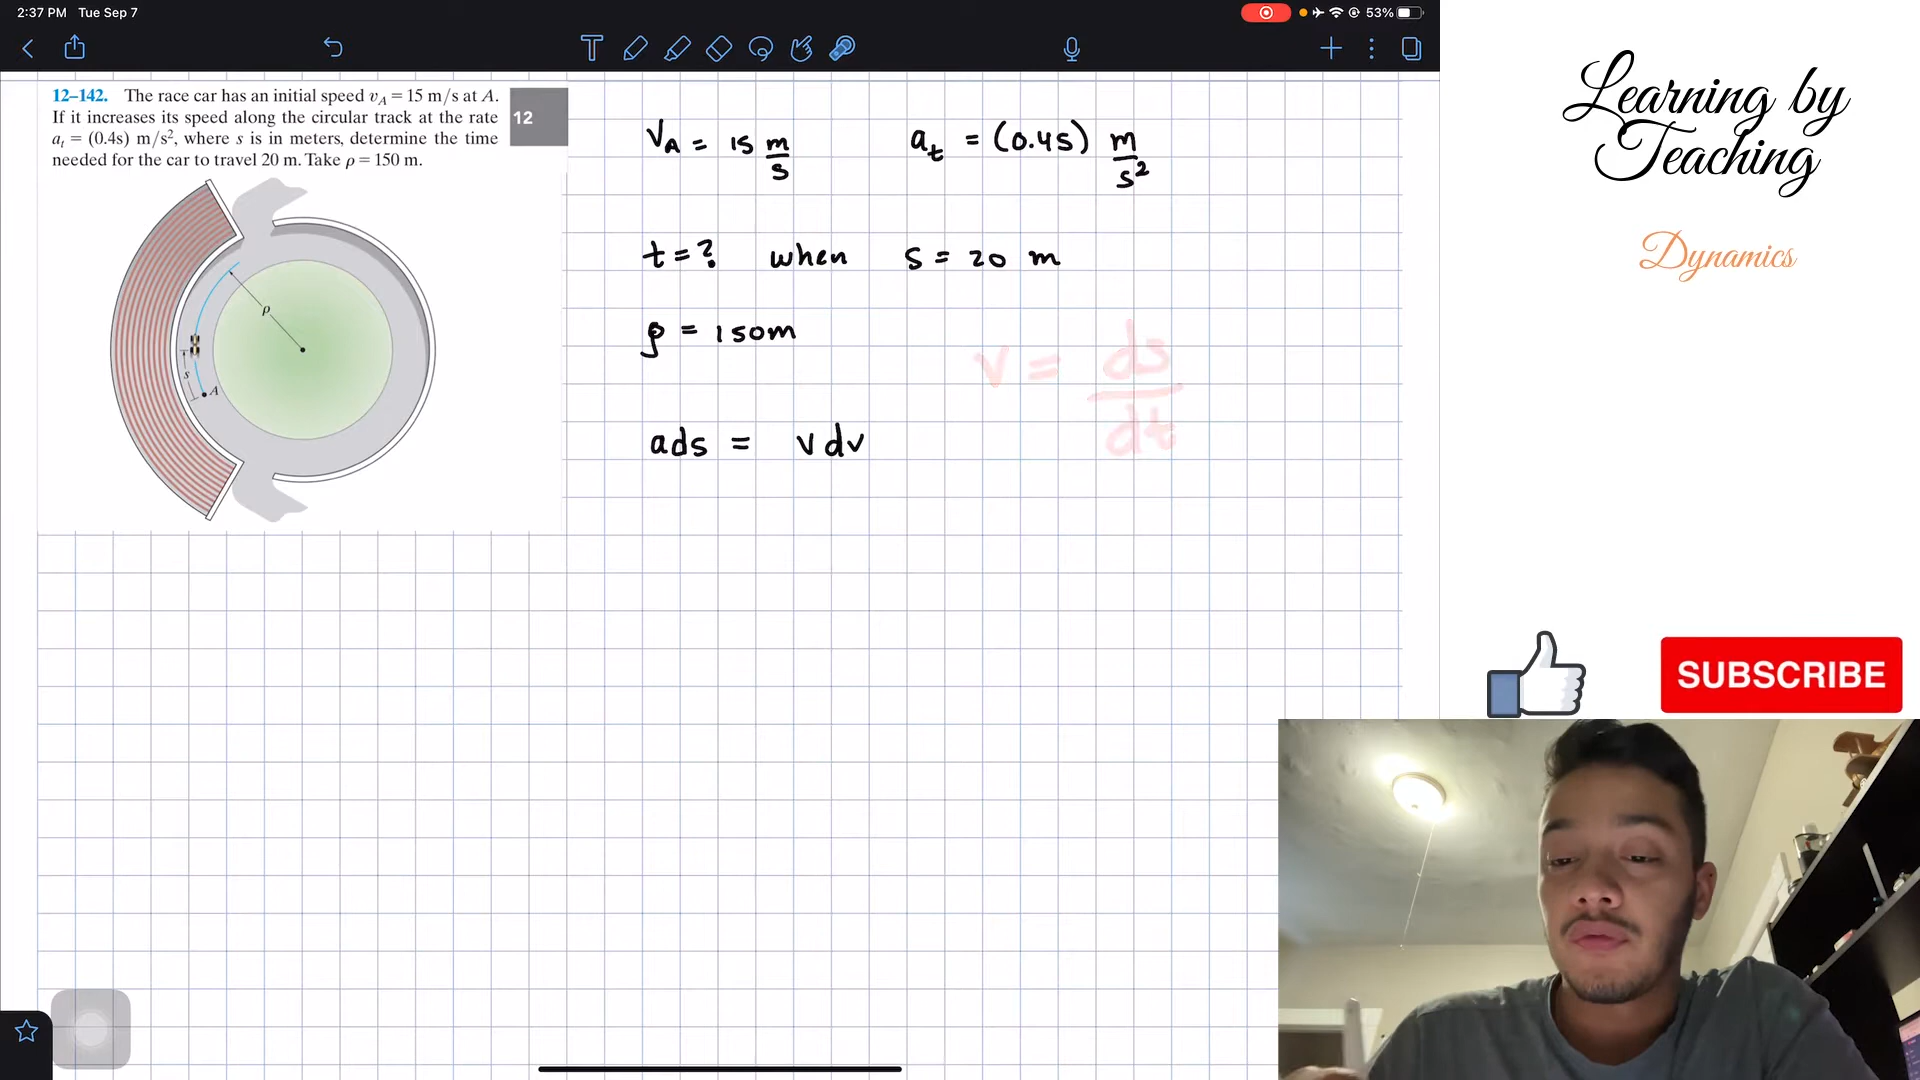 2:37 PM Tue Sep 7
53%
12–142. The race car has an initial speed v_A = 15 m/s at A.
If it increases its speed along the circular track at the rate
a_t = (0.4s) m/s², where s is in meters, determine the time
needed for the car to travel 20 m. Take ρ = 150 m.
12
ρ
s
A
V_A = 15 m/s a_t = (0.4s) m/s²
t = ? when s = 20 m
ρ = 150m
v = ds/dt
ads = vdv
Learning by
Teaching
Dynamics
SUBSCRIBE